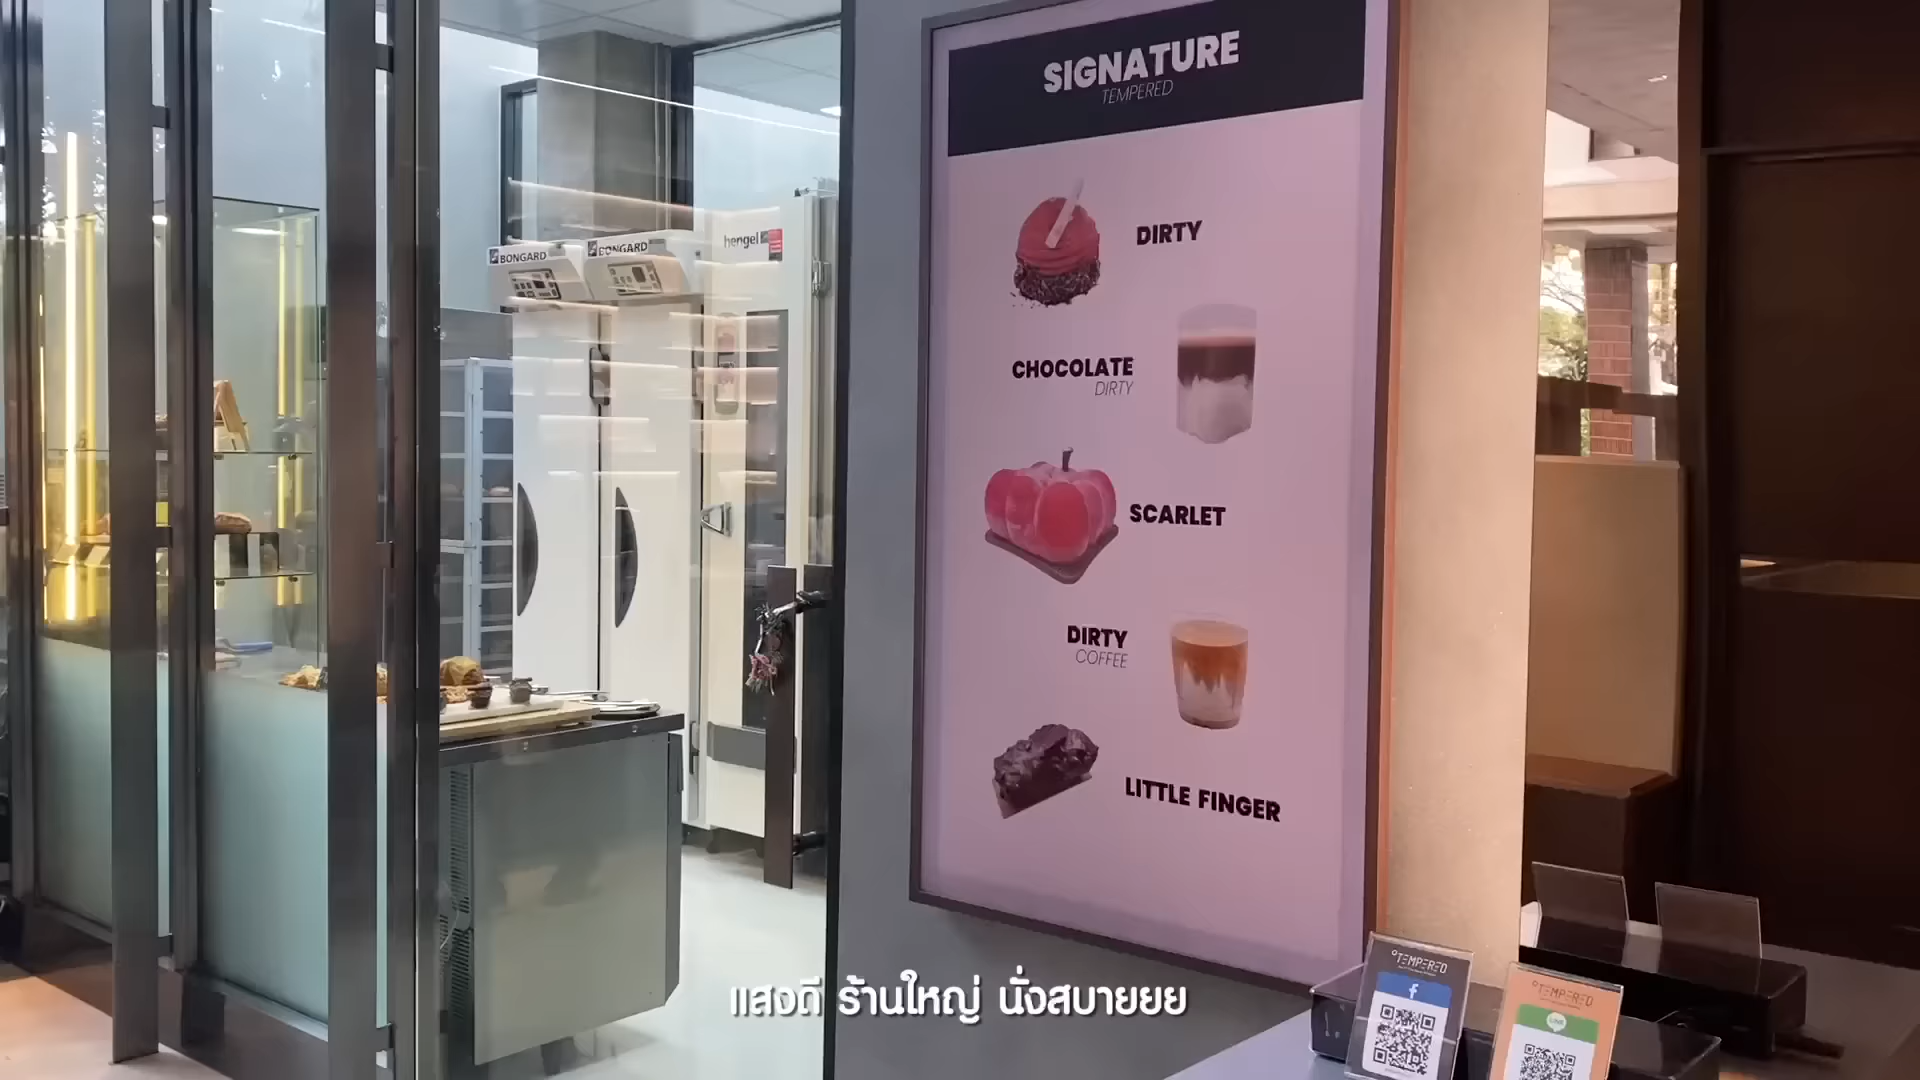 SIGNATURE
TEMPERED
DIRTY
CHOCOLATE
DIRTY
SCARLET
DIRTY
COFFEE
LITTLE FINGER
BONGARD
BONGARD
hengel
°TEMPERED
°TEMPERED
LINE
แสงดี ร้านใหญ่ นั่งสบายยย